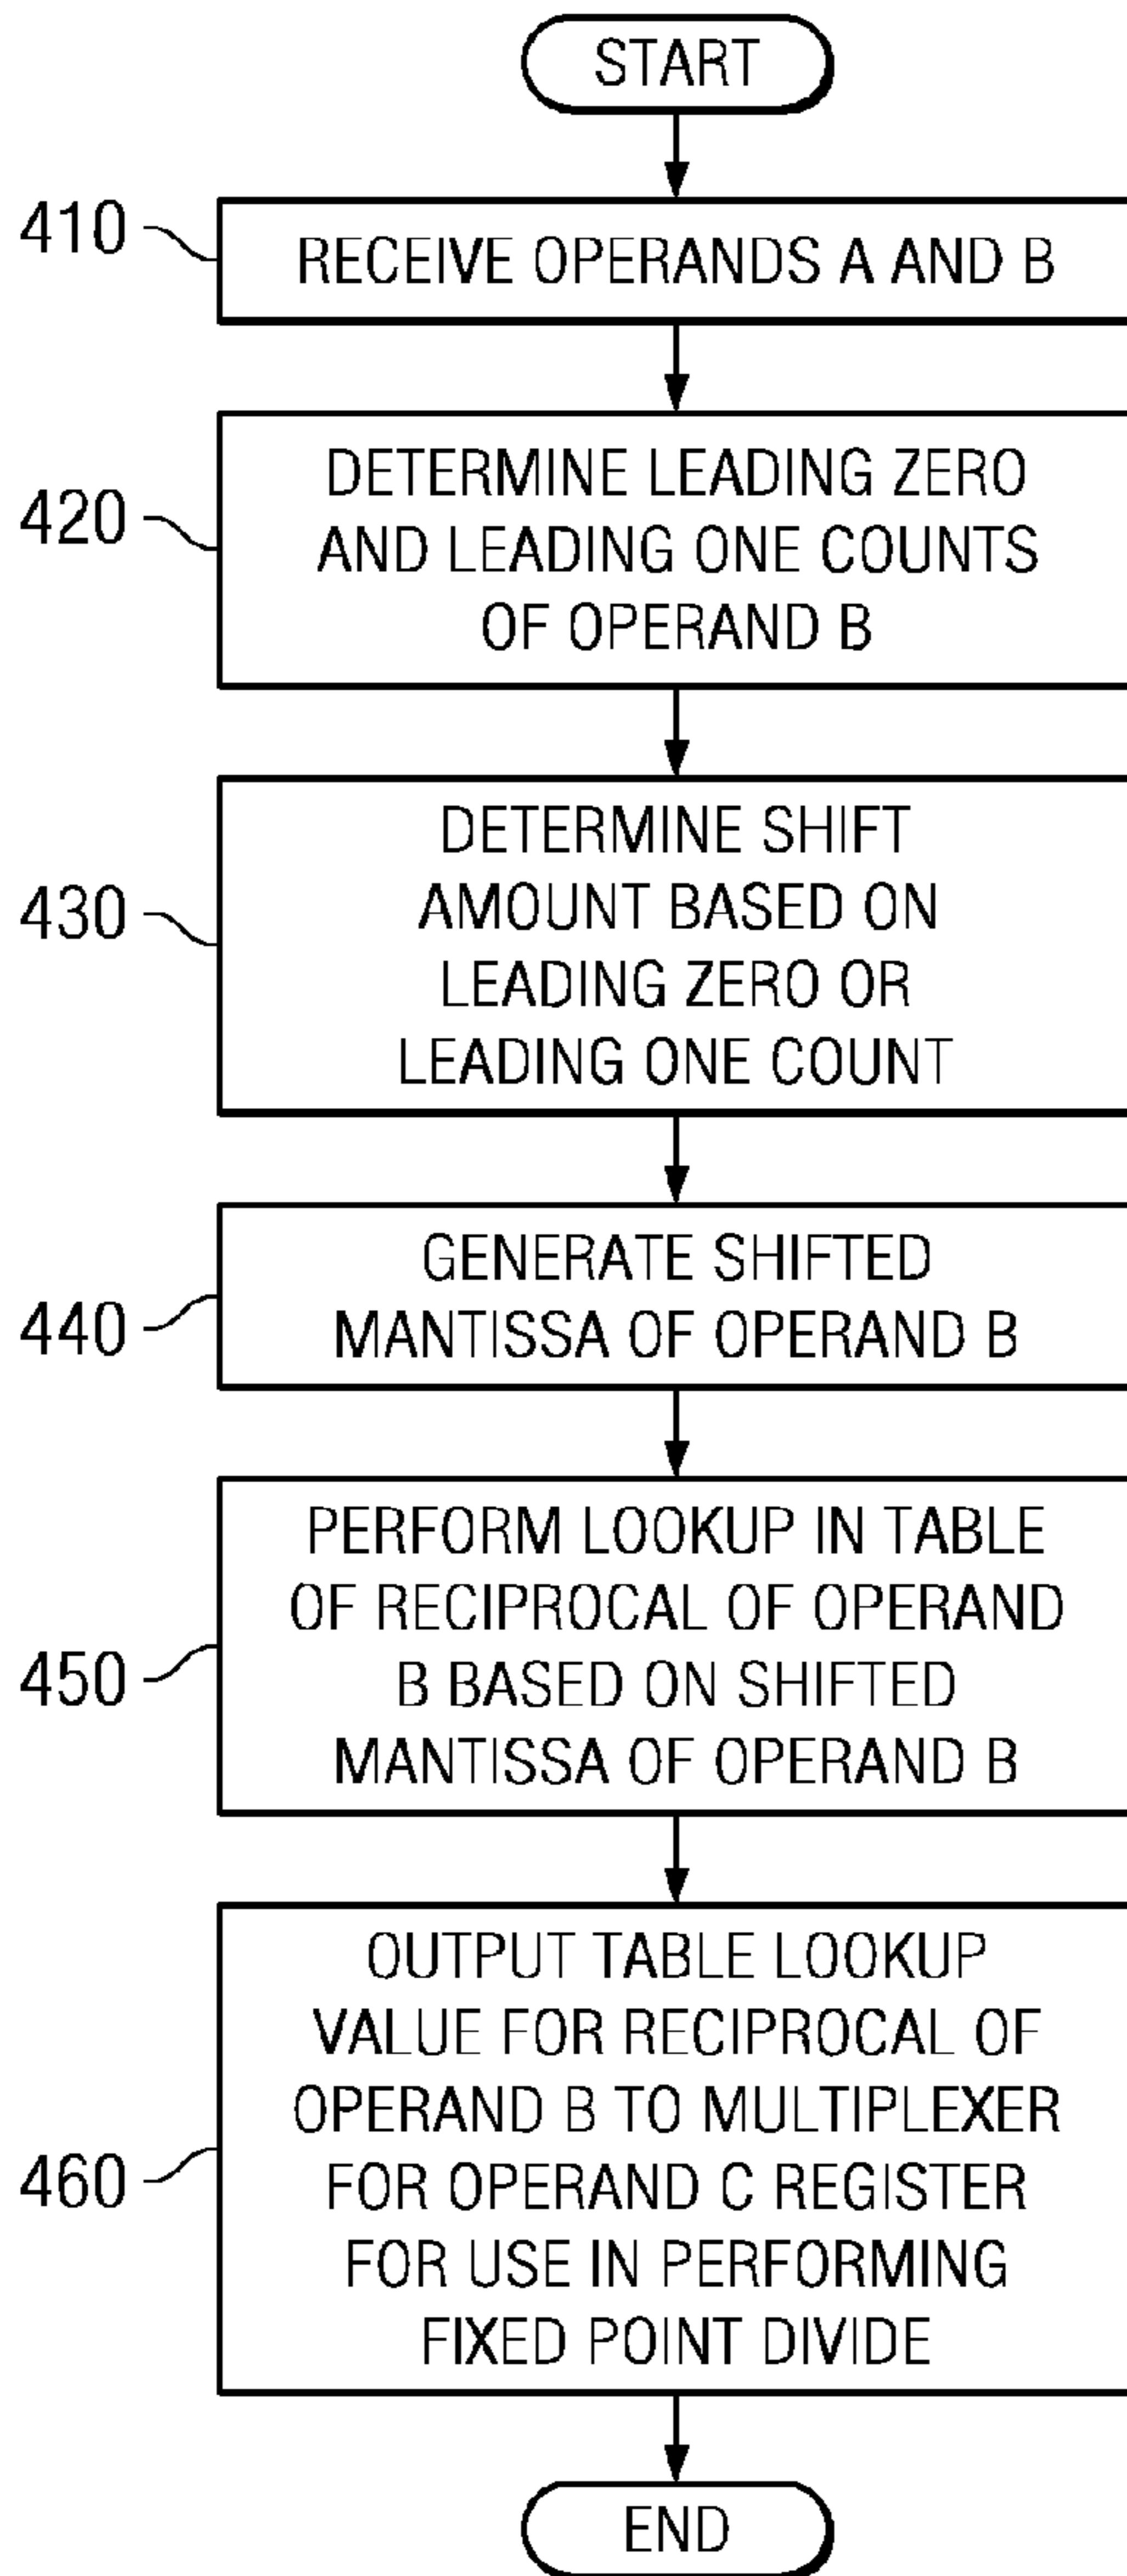 START
410
RECEIVE OPERANDS A AND B
420
DETERMINE LEADING ZERO
AND LEADING ONE COUNTS
OF OPERAND B
430
DETERMINE SHIFT
AMOUNT BASED ON
LEADING ZERO OR
LEADING ONE COUNT
440
GENERATE SHIFTED
MANTISSA OF OPERAND B
450
PERFORM LOOKUP IN TABLE
OF RECIPROCAL OF OPERAND
B BASED ON SHIFTED
MANTISSA OF OPERAND B
460
OUTPUT TABLE LOOKUP
VALUE FOR RECIPROCAL OF
OPERAND B TO MULTIPLEXER
FOR OPERAND C REGISTER
FOR USE IN PERFORMING
FIXED POINT DIVIDE
END